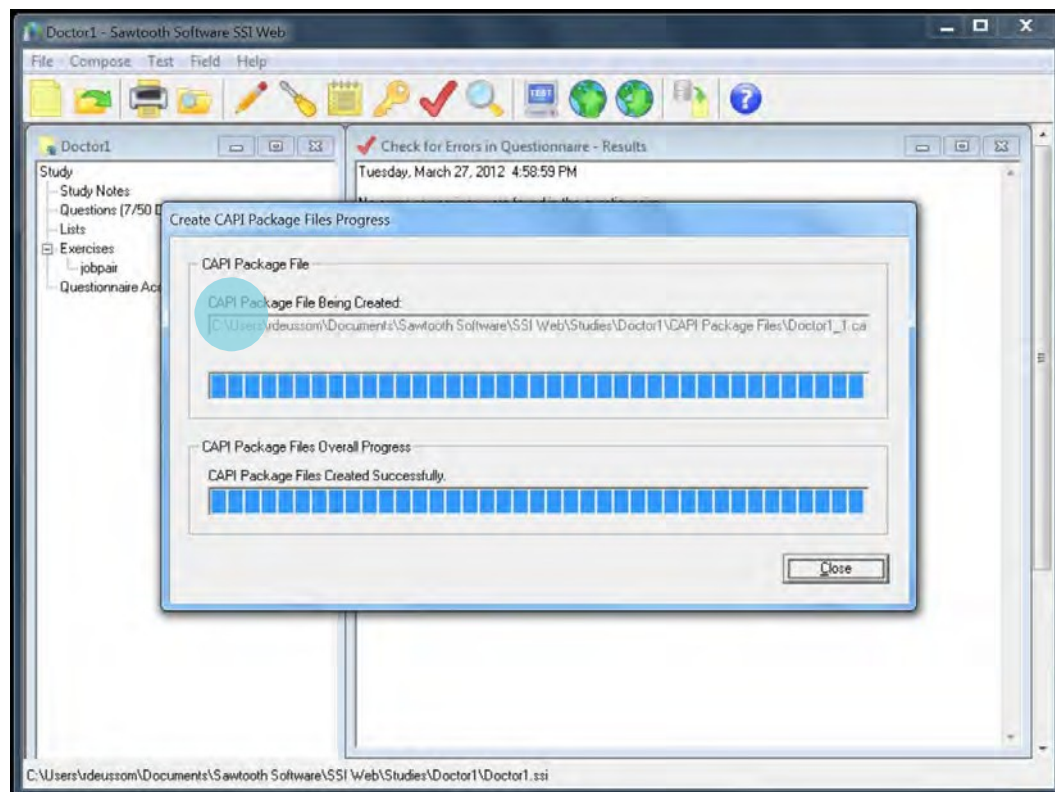 Doctor1 - Sawtooth Software SSI Web
File Compose Test Field Help
TEST
Doctor1
Study
Study Notes
Questions (7/50
Lists
Exercises
jobpair
Questionnaire
Check for Errors in Questionnaire - Results
Tuesday, March 27, 2012 4:58:59 PM
Create CAPI Package Files Progress
CAPI Package File
CAPI Package File Being Created:
C:\Users\rdeussom\Documents\Sawtooth Software\SSI Web\Studies\Doctor1\CAPI Package Files\Doctor1_1.ca
CAPI Package Files Overall Progress
CAPI Package Files Created Successfully.
Close
C:\Users\rdeussom\Documents\Sawtooth Software\SSI Web\Studies\Doctor1\Doctor1.ssi